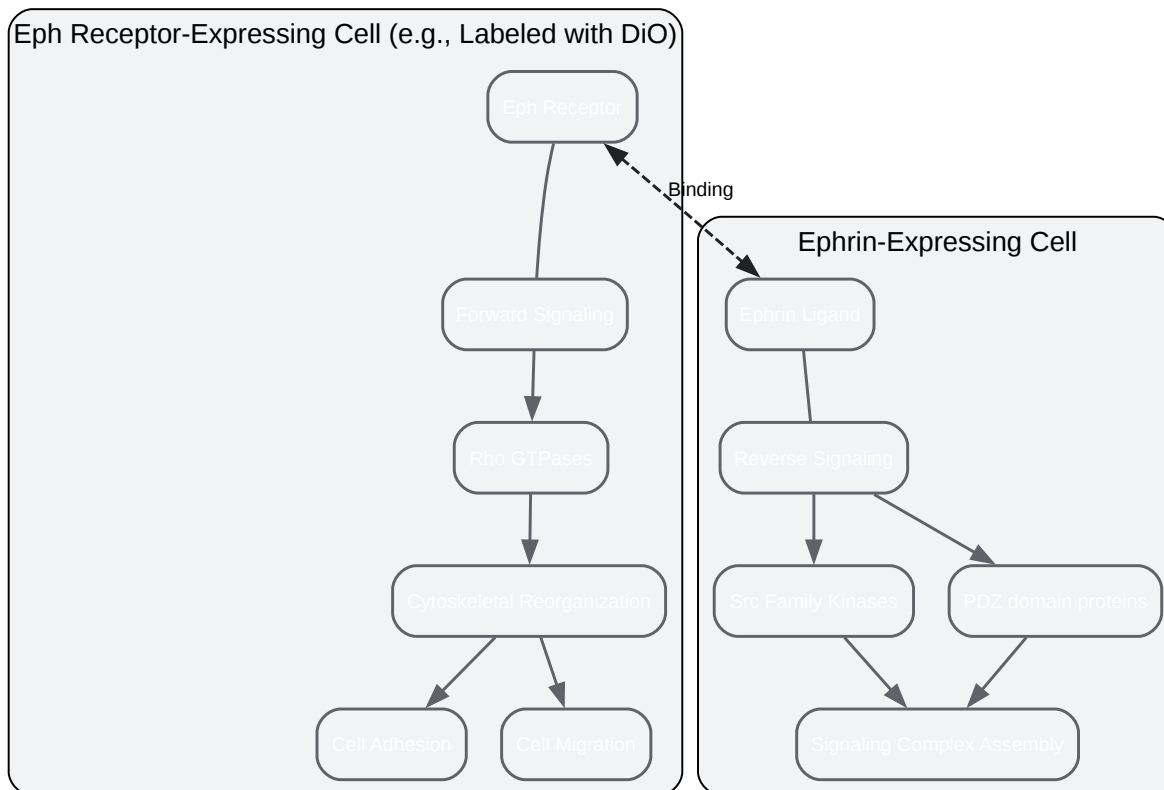 Eph Receptor-Expressing Cell (e.g., Labeled with DiO)
Eph Receptor
Binding
Ephrin-Expressing Cell
Forward Signaling
Ephrin Ligand
Rho GTPases
Reverse Signaling
Cytoskeletal Reorganization
Src Family Kinases
PDZ domain proteins
Cell Adhesion
Cell Migration
Signaling Complex Assembly